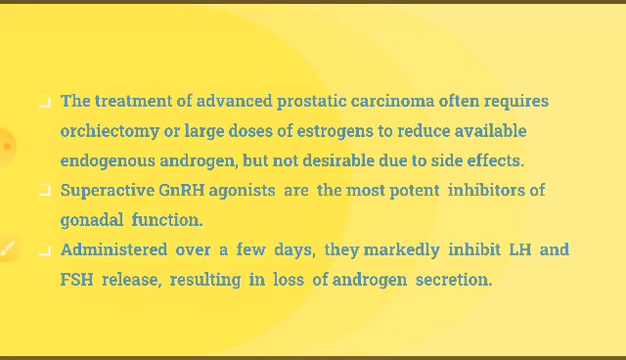 The treatment of advanced prostatic carcinoma often requires
orchiectomy or large doses of estrogens to reduce available
endogenous androgen, but not desirable due to side effects.
Superactive GnRH agonists are the most potent inhibitors of
gonadal function.
Administered over a few days, they markedly inhibit LH and
FSH release, resulting in loss of androgen secretion.